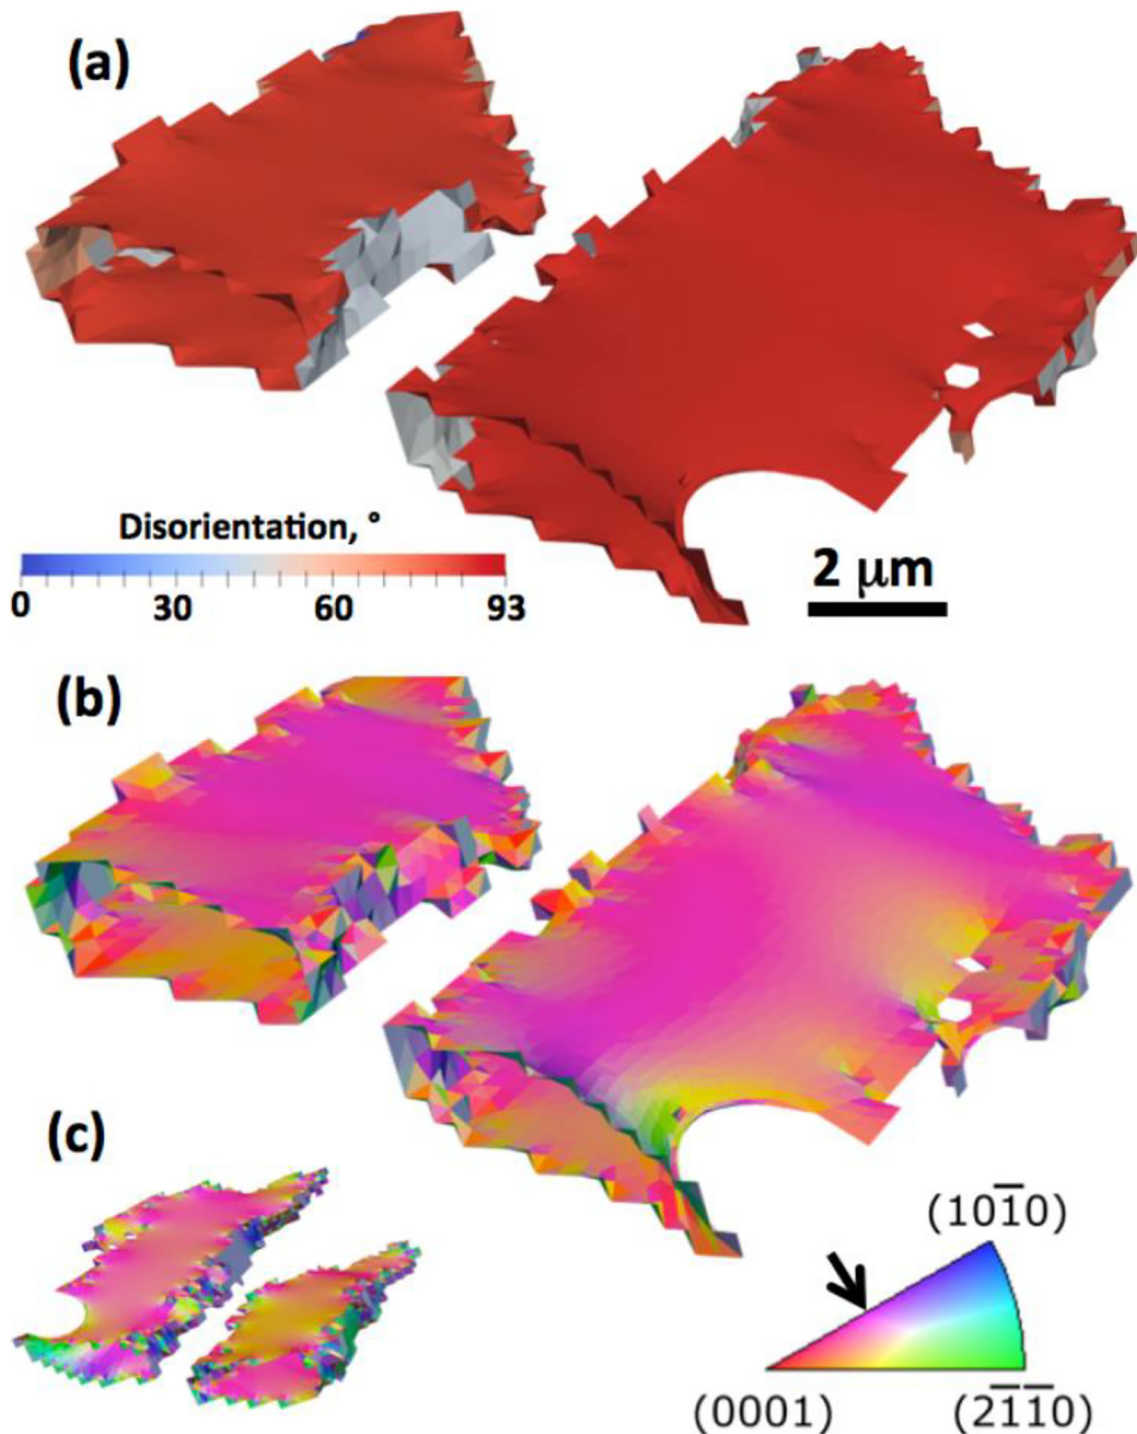 (a)
Disorientation, °
0 30 60 93
2 μm
(b)
(c)
(101̅0)
(0001) (21̅1̅0)